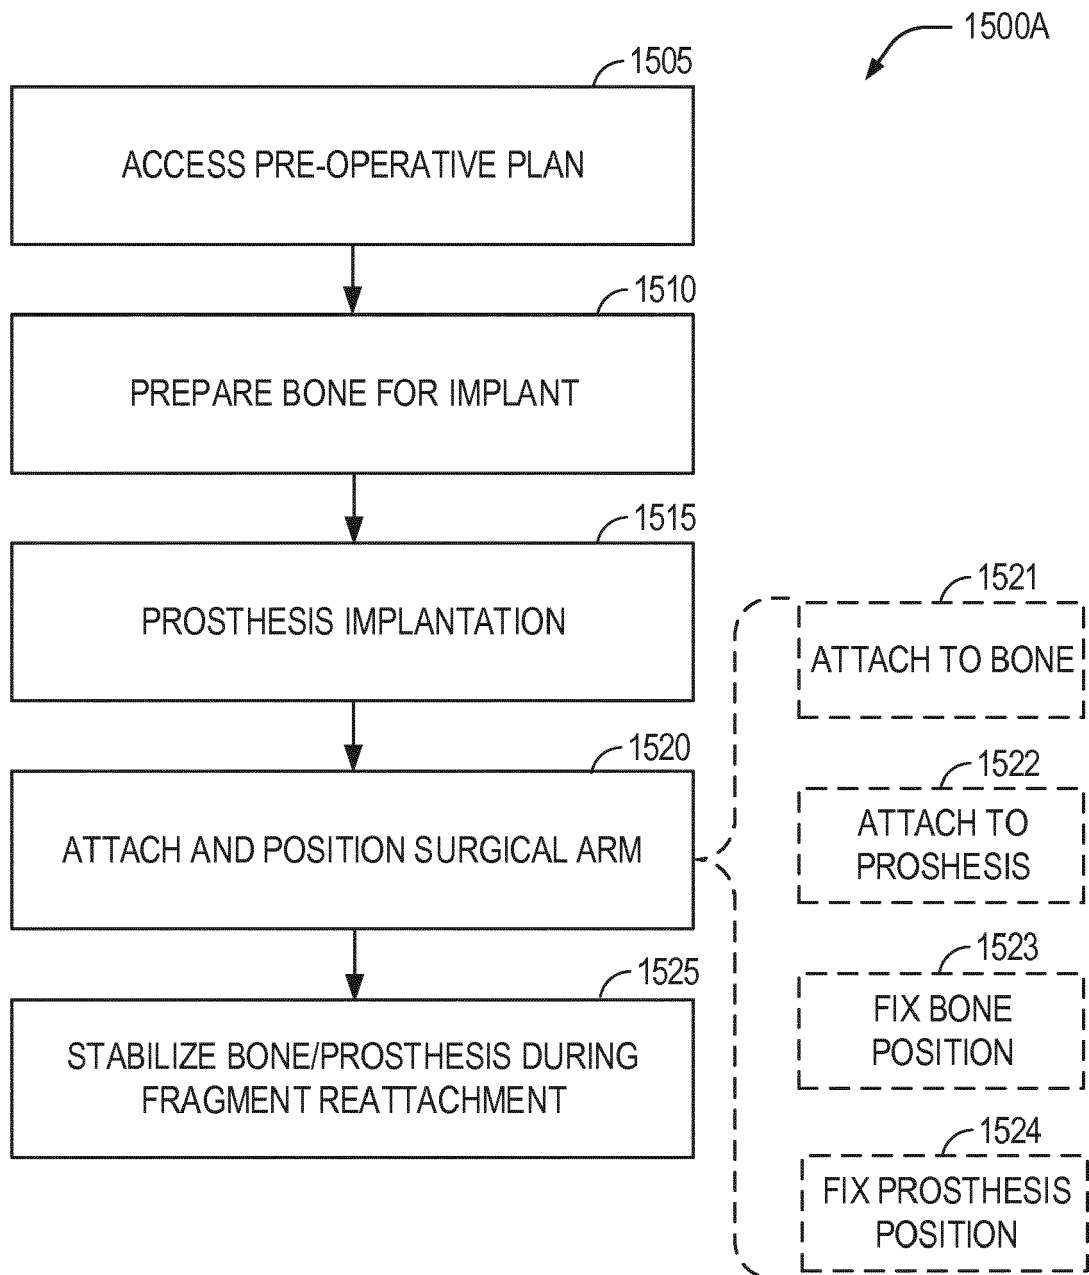 1500A
1505
ACCESS PRE-OPERATIVE PLAN
1510
PREPARE BONE FOR IMPLANT
1515
PROSTHESIS IMPLANTATION
1520
ATTACH AND POSITION SURGICAL ARM
1521
ATTACH TO BONE
1522
ATTACH TO
PROSHESIS
1523
FIX BONE
POSITION
1524
FIX PROSTHESIS
POSITION
1525
STABILIZE BONE/PROSTHESIS DURING
FRAGMENT REATTACHMENT